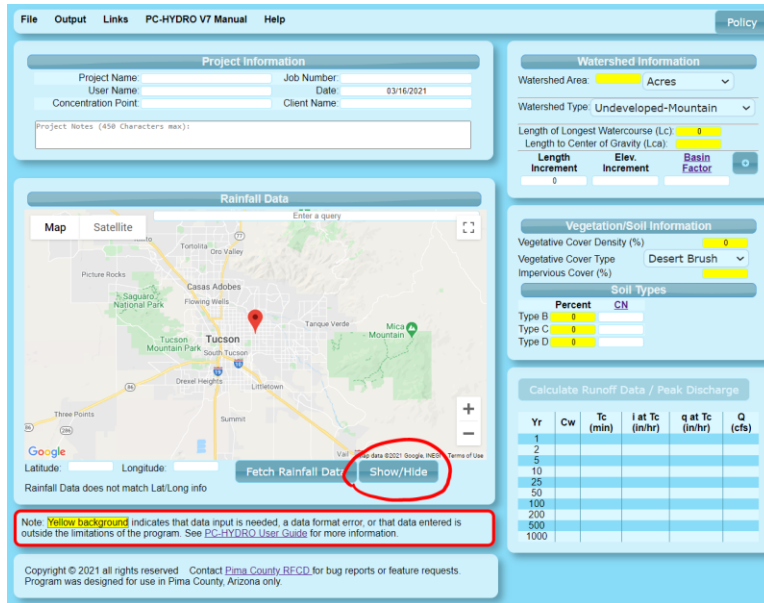 File Output Links PC-HYDRO V7 Manual Help
Policy
Project Information
Project Name: Job Number:
User Name: Date: 03/16/2021
Concentration Point: Client Name:
Project Notes (450 Characters max):
Rainfall Data
Enter a query
Map Satellite
Tortolita
Oro Valley
Picture Rocks
Casas Adobes
Saguaro
National Park
Flowing Wells
Tanque Verde
Mica
Mountain
Tucson
Mountain Park
Tucson
South Tucson
Drexel Heights
Littletown
Three Points
Summit
Vail
77
86
86
286
+
−
Google
Map data ©2021 Google, INEGI Terms of Use
Latitude: Longitude: Fetch Rainfall Data Show/Hide
Rainfall Data does not match Lat/Long info
Note: Yellow background indicates that data input is needed, a data format error, or that data entered is
outside the limitations of the program. See PC-HYDRO User Guide for more information.
Copyright © 2021 all rights reserved Contact Pima County RFCD for bug reports or feature requests.
Program was designed for use in Pima County, Arizona only.
Watershed Information
Watershed Area: Acres
Watershed Type: Undeveloped-Mountain
Length of Longest Watercourse (Lc): 0
Length to Center of Gravity (Lca):
Length Elev. Basin
Increment Increment Factor
0
Vegetation/Soil Information
Vegetative Cover Density (%) 0
Vegetative Cover Type Desert Brush
Impervious Cover (%)
Soil Types
Percent CN
Type B 0
Type C 0
Type D 0
Calculate Runoff Data / Peak Discharge
Yr Cw Tc i at Tc q at Tc Q
(min) (in/hr) (in/hr) (cfs)
1
2
5
10
25
50
100
200
500
1000